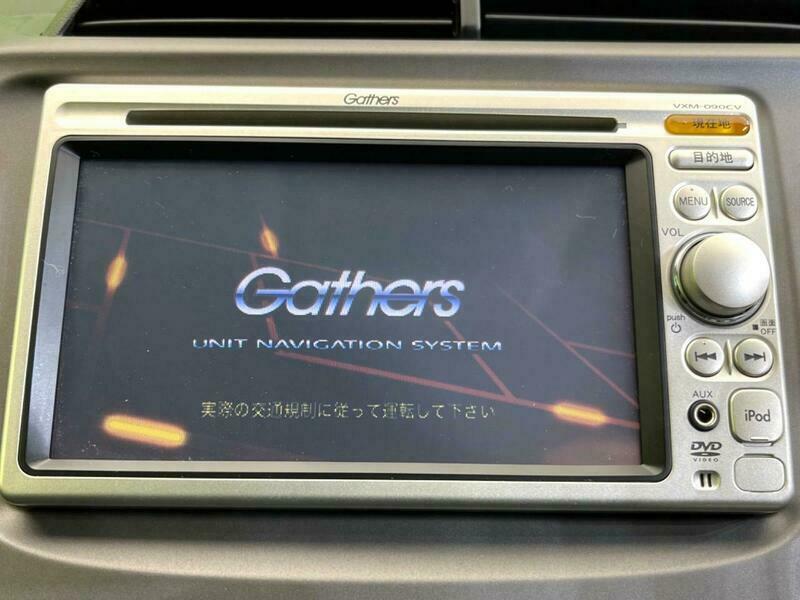 Gathers
VXM-090CV
現在地
目的地
MENU
SOURCE
VOL
push
画面
OFF
AUX
iPod
DVD
VIDEO
Gathers
UNIT NAVIGATION SYSTEM
実際の交通規制に従って運転して下さい